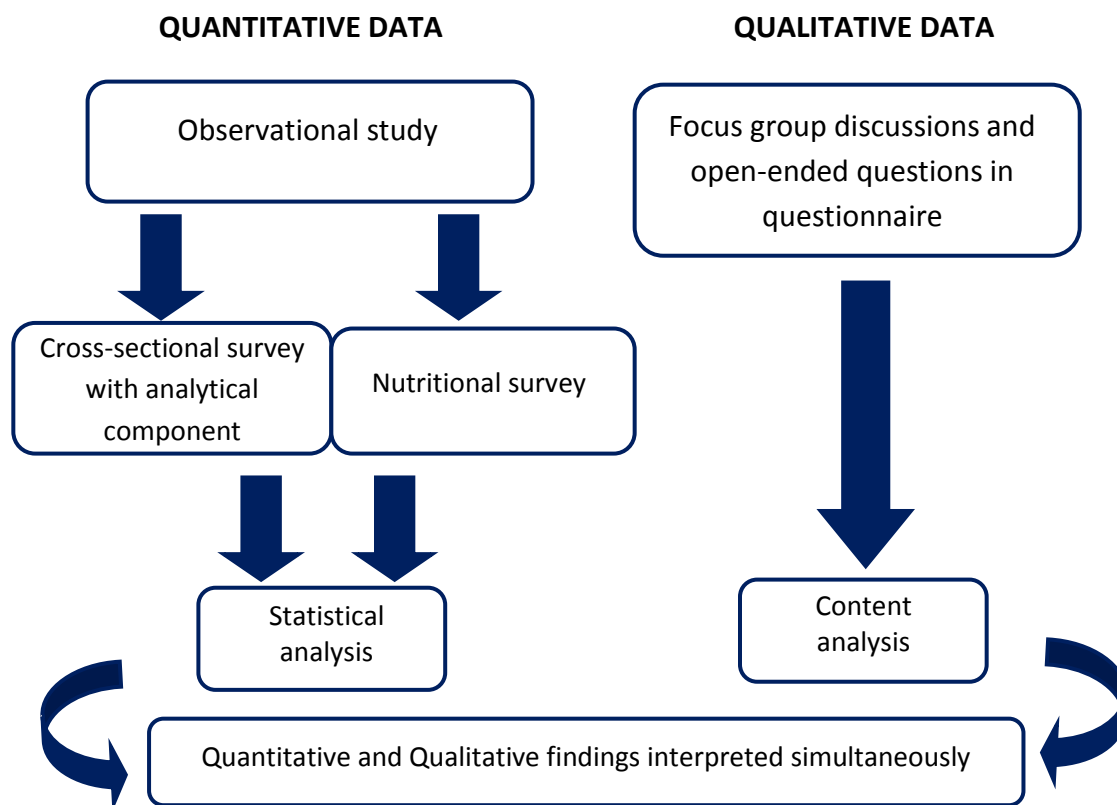 QUANTITATIVE DATA
QUALITATIVE DATA
Observational study
Focus group discussions and
open-ended questions in
questionnaire
Cross-sectional survey
with analytical
component
Nutritional survey
Statistical
analysis
Content
analysis
Quantitative and Qualitative findings interpreted simultaneously